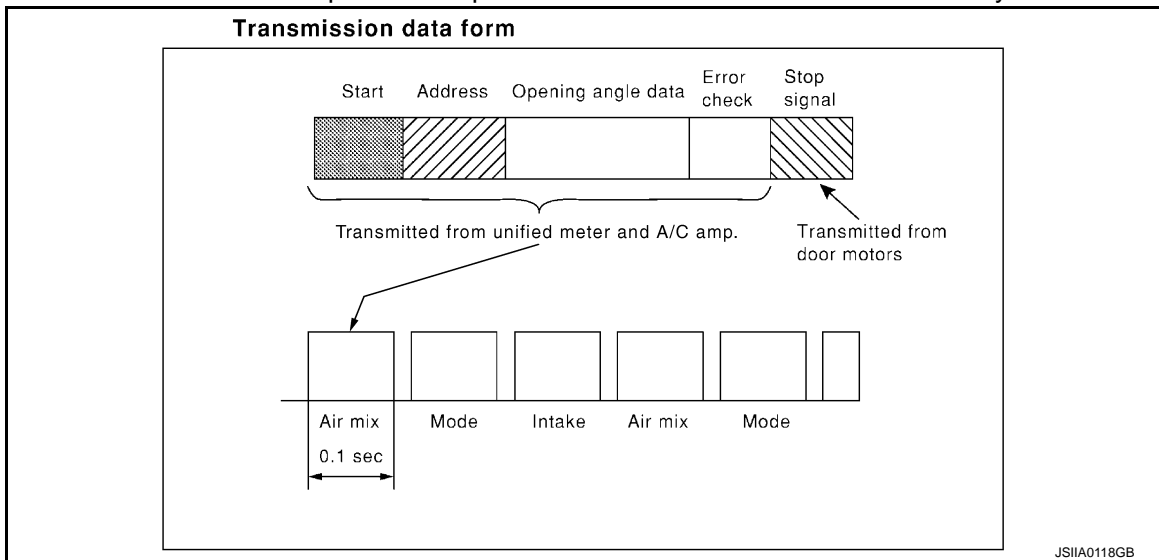 Transmission data form
Start Address Opening angle data Error check Stop signal
Transmitted from unified meter and A/C amp.
Transmitted from door motors
Air mix Mode Intake Air mix Mode
0.1 sec
JSIIA0118GB